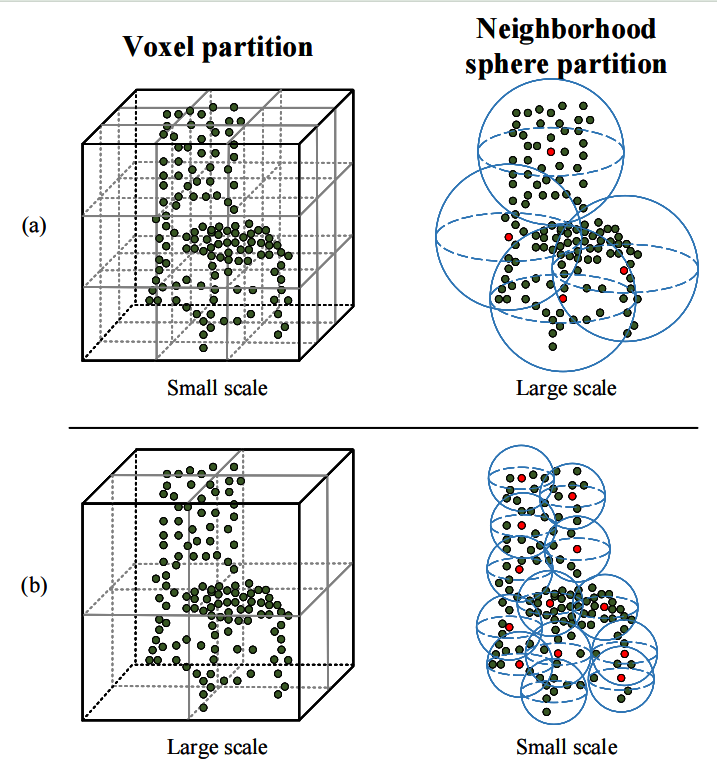 Voxel partition
Neighborhood
sphere partition
(a)
Small scale
Large scale
(b)
Large scale
Small scale